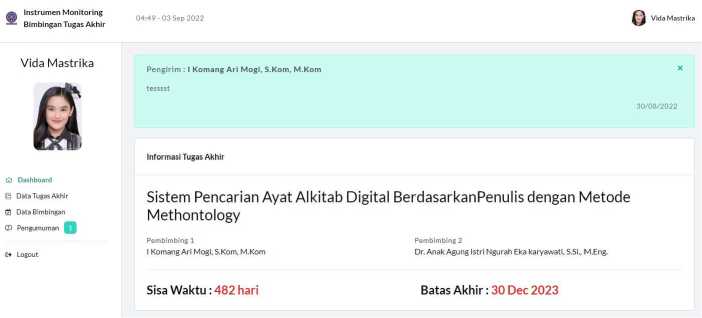 Instrumen Monitoring
Bimbingan Tugas Akhir
04:49 - 03 Sep 2022
Vida Mastrika
Vida Mastrika
Dashboard
Data Tugas Akhir
Data Bimbingan
Pengumuman 1
Logout
Pengirim : I Komang Ari Mogi, S.Kom, M.Kom
×
tesssst
30/08/2022
Informasi Tugas Akhir
Sistem Pencarian Ayat Alkitab Digital BerdasarkanPenulis dengan Metode
Methontology
Pembimbing 1
I Komang Ari Mogi, S.Kom, M.Kom
Pembimbing 2
Dr. Anak Agung Istri Ngurah Eka karyawati, S.Si., M.Eng.
Sisa Waktu : 482 hari
Batas Akhir : 30 Dec 2023